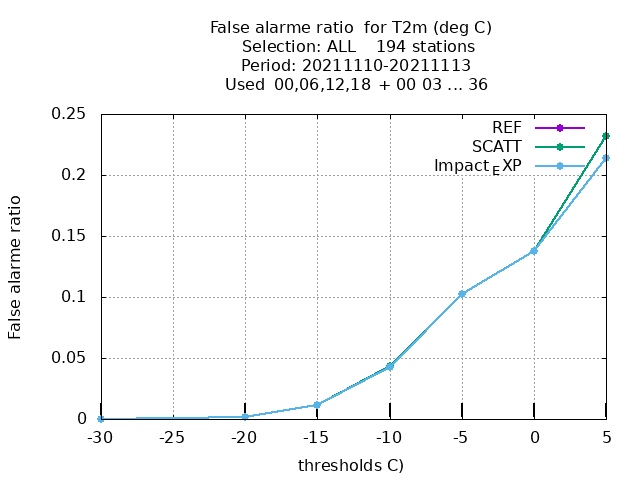 False alarme ratio  for T2m (deg C)
Selection: ALL    194 stations
Period: 20211110-20211113
Used  00,06,12,18  + 00 03 ... 36
REF
SCATT
Impact_EXP
0.25
0.2
0.15
0.1
0.05
0
False alarme ratio
-30 -25 -20 -15 -10 -5 0 5
thresholds C)